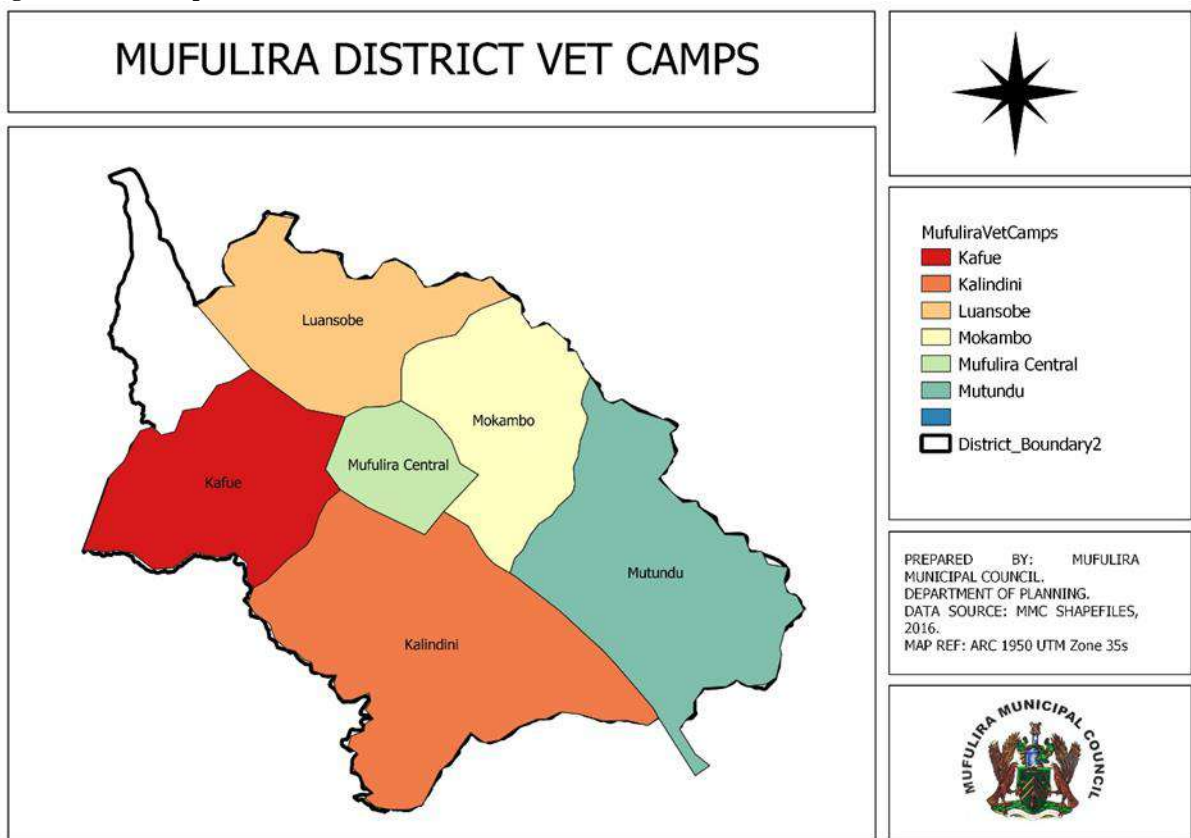 MUFULIRA DISTRICT VET CAMPS
MufuliraVetCamps
Kafue
Kalindini
Luansobe
Mokambo
Mufulira Central
Mutundu
District_Boundary2
Luansobe
Mokambo
Mufulira Central
Kafue
Mutundu
Kalindini
PREPARED BY: MUFULIRA
MUNICIPAL COUNCIL.
DEPARTMENT OF PLANNING.
DATA SOURCE: MMC SHAPEFILES,
2016.
MAP REF: ARC 1950 UTM Zone 35s
MUFULIRA MUNICIPAL COUNCIL